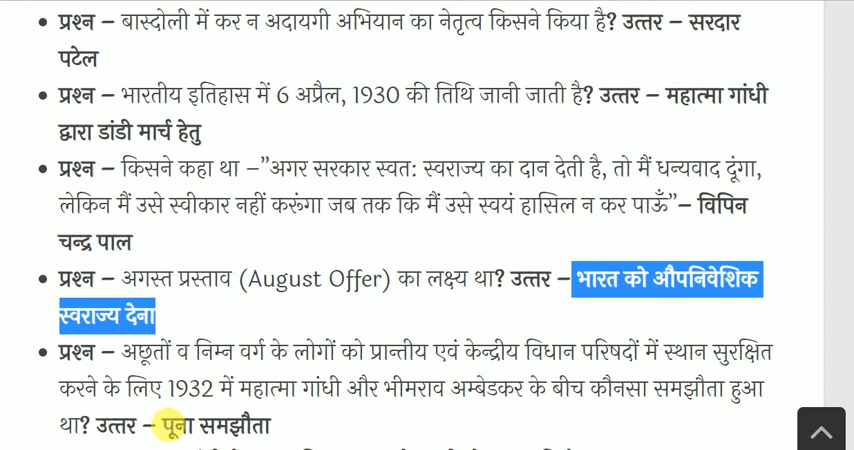 • प्रश्न – बास्दोली में कर न अदायगी अभियान का नेतृत्व किसने किया है? उत्तर – सरदार
पटेल
• प्रश्न – भारतीय इतिहास में 6 अप्रैल, 1930 की तिथि जानी जाती है? उत्तर – महात्मा गांधी
द्वारा डांडी मार्च हेतु
• प्रश्न – किसने कहा था –”अगर सरकार स्वत: स्वराज्य का दान देती है, तो मैं धन्यवाद दूंगा,
लेकिन मैं उसे स्वीकार नहीं करूंगा जब तक कि मैं उसे स्वयं हासिल न कर पाऊँ”– विपिन
चन्द्र पाल
• प्रश्न – अगस्त प्रस्ताव (August Offer) का लक्ष्य था? उत्तर – भारत को औपनिवेशिक
स्वराज्य देना
• प्रश्न – अछूतों व निम्न वर्ग के लोगों को प्रान्तीय एवं केन्द्रीय विधान परिषदों में स्थान सुरक्षित
करने के लिए 1932 में महात्मा गांधी और भीमराव अम्बेडकर के बीच कौनसा समझौता हुआ
था? उत्तर – पूना समझौता